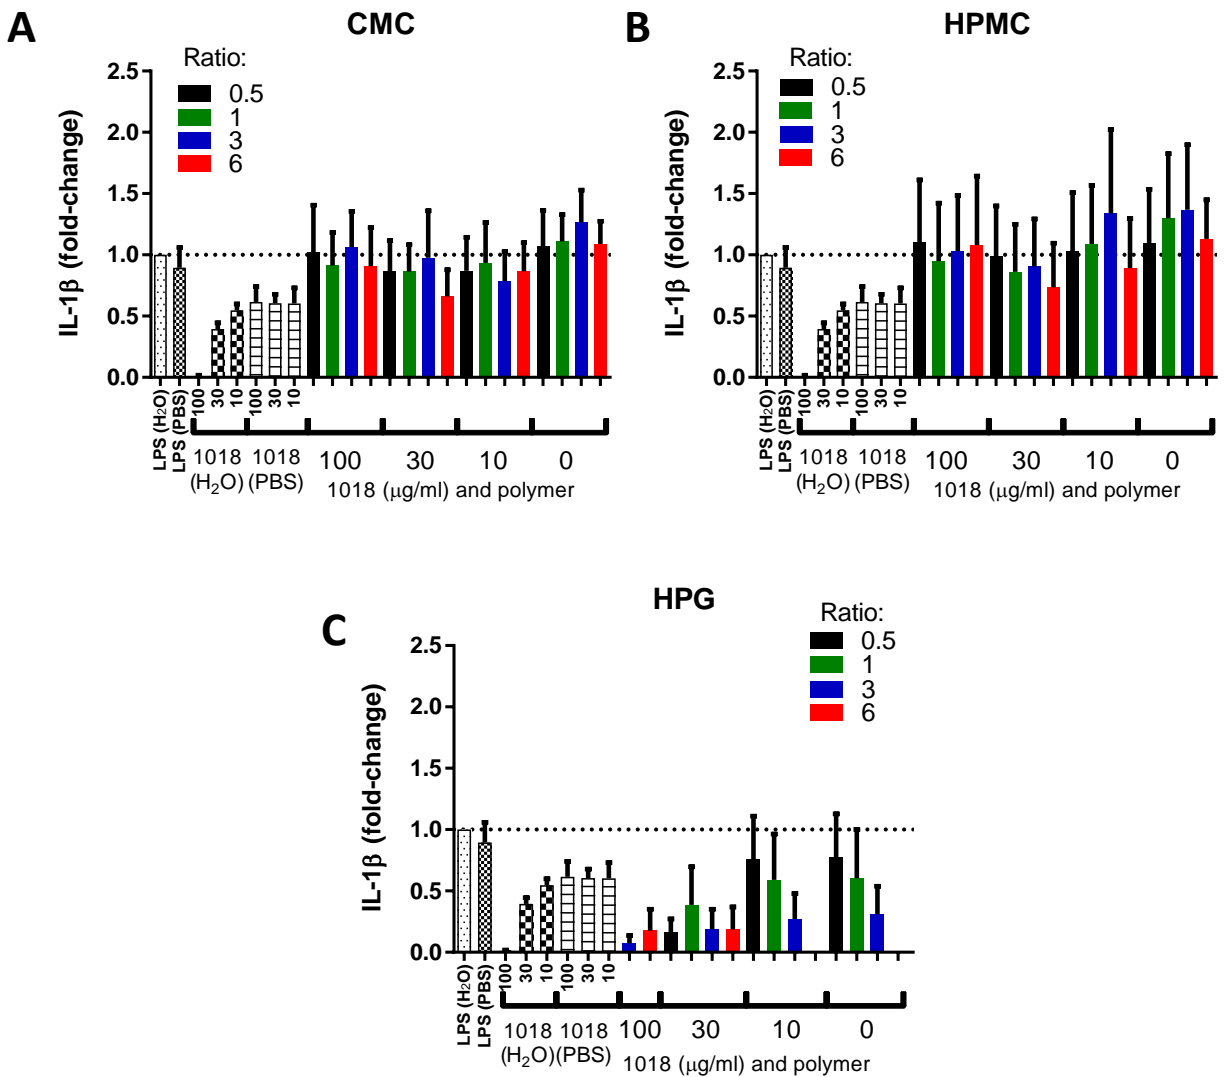 A
CMC
Ratio:
0.5
1
3
6
IL-1β (fold-change)
2.5
2.0
1.5
1.0
0.5
0.0
LPS (H2O)
LPS (PBS)
100
30
10
100
30
10
1018
(H2O)
1018
(PBS)
100
30
10
0
1018 (μg/ml) and polymer
B
HPMC
Ratio:
0.5
1
3
6
IL-1β (fold-change)
2.5
2.0
1.5
1.0
0.5
0.0
LPS (H2O)
LPS (PBS)
100
30
10
100
30
10
1018
(H2O)
1018
(PBS)
100
30
10
0
1018 (μg/ml) and polymer
C
HPG
Ratio:
0.5
1
3
6
IL-1β (fold-change)
2.5
2.0
1.5
1.0
0.5
0.0
LPS (H2O)
LPS (PBS)
100
30
10
100
30
10
1018
(H2O)
1018
(PBS)
100
30
10
0
1018 (μg/ml) and polymer